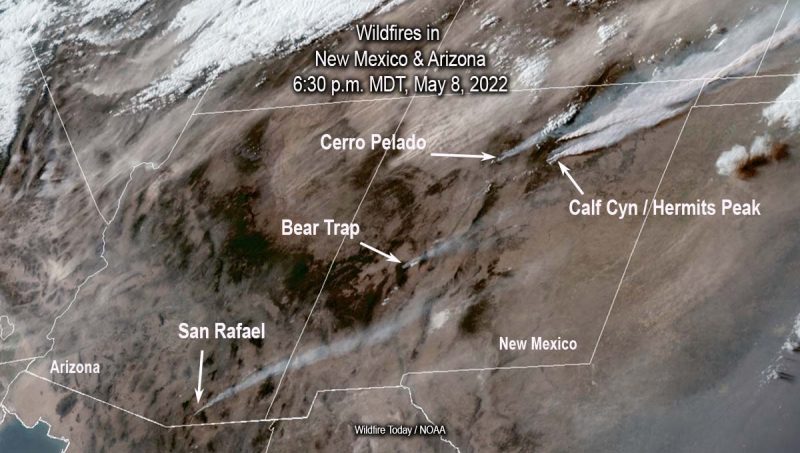 Wildfires in
New Mexico & Arizona
6:30 p.m. MDT, May 8, 2022
Cerro Pelado
Calf Cyn / Hermits Peak
Bear Trap
San Rafael
New Mexico
Arizona
Wildfire Today / NOAA